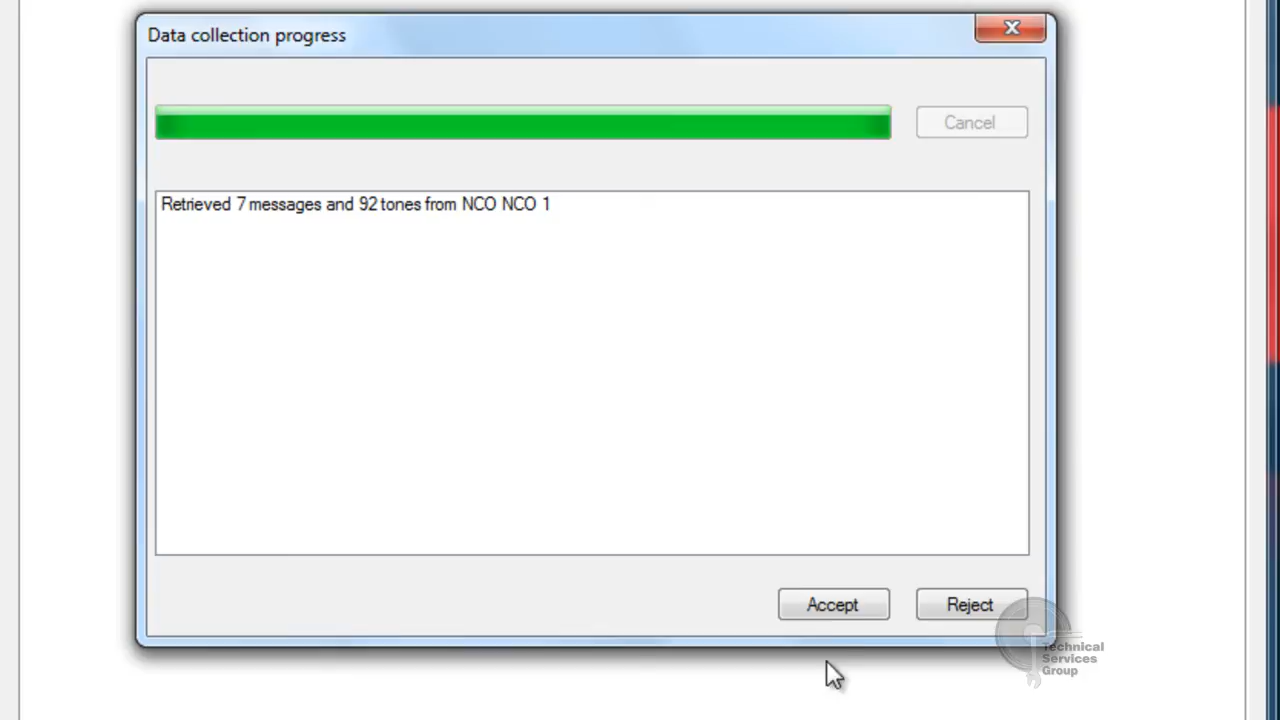 Data collection progress
Cancel
Retrieved 7 messages and 92 tones from NCO NCO 1
Accept
Reject
Technical
Services
Group